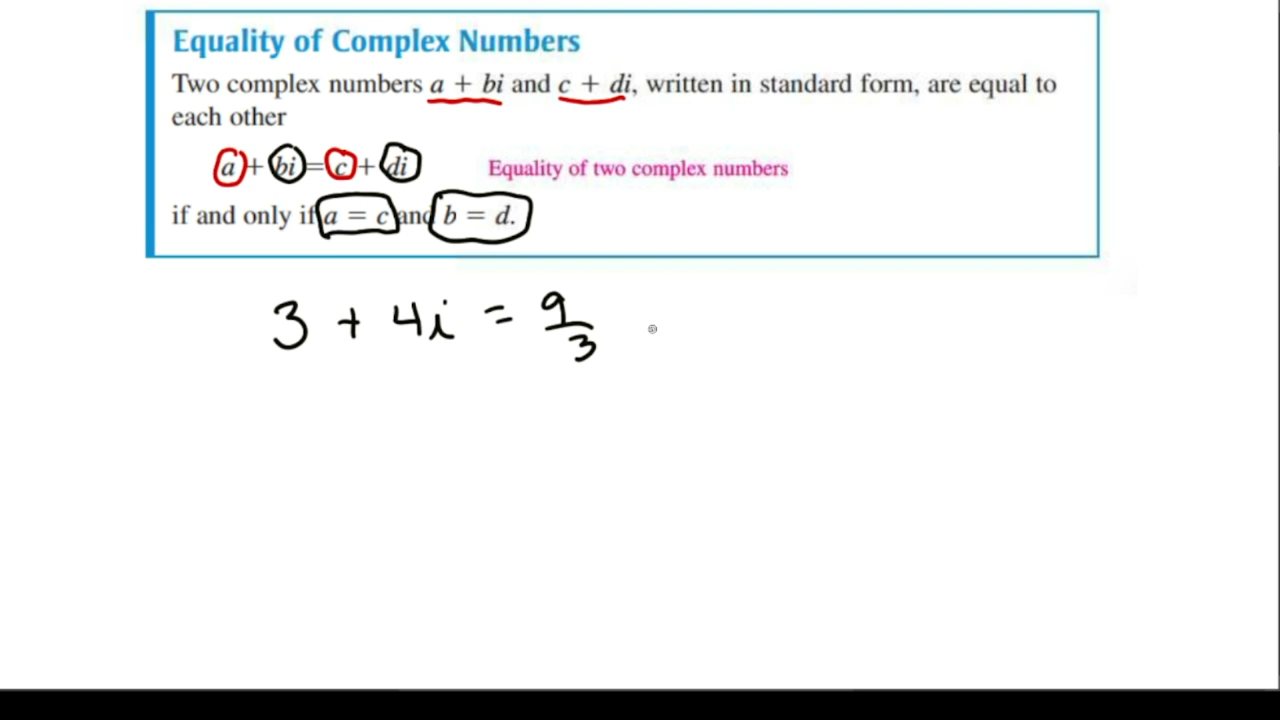 Equality of Complex Numbers
Two complex numbers a + bi and c + di, written in standard form, are equal to
each other
a + bi = c + di Equality of two complex numbers
if and only if a = c and b = d.
3 + 4i = 9/3